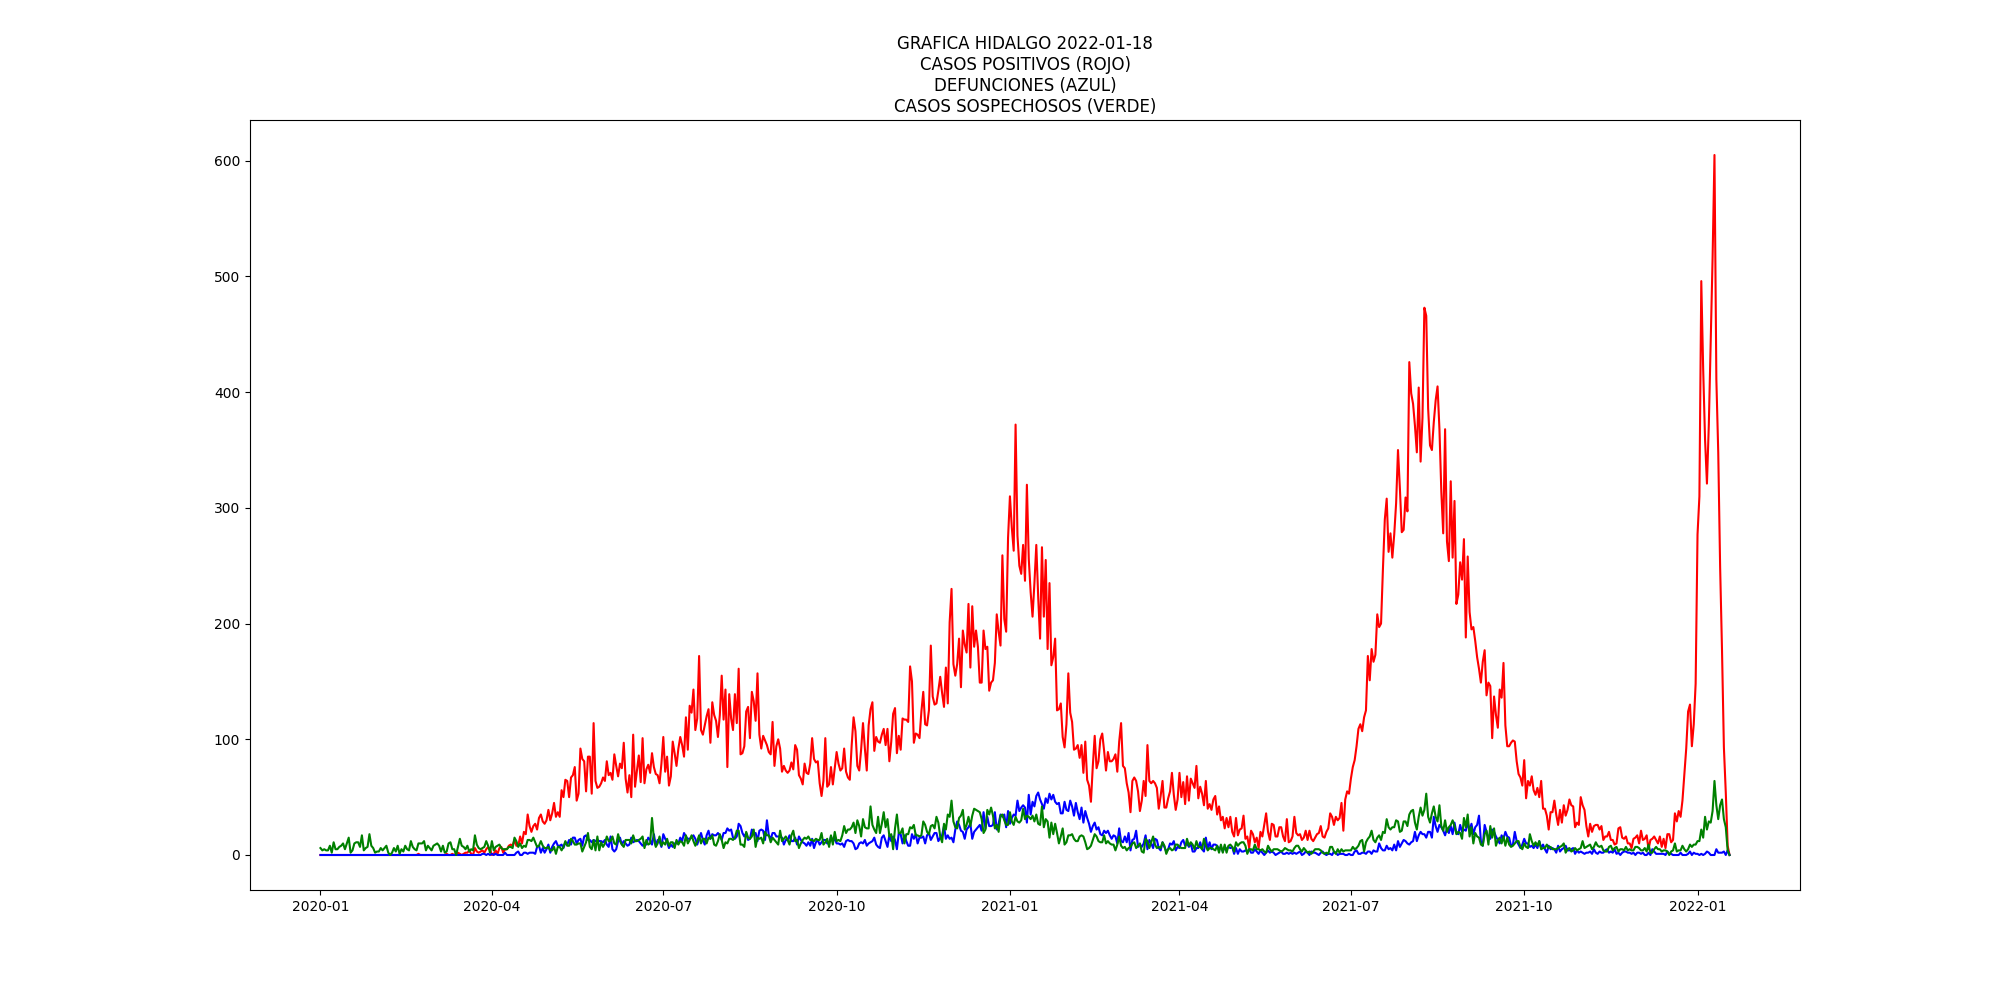 GRAFICA HIDALGO 2022-01-18
CASOS POSITIVOS (ROJO)
DEFUNCIONES (AZUL)
CASOS SOSPECHOSOS (VERDE)
600
500
400
300
200
100
0
2020-01 2020-04 2020-07 2020-10 2021-01 2021-04 2021-07 2021-10 2022-01